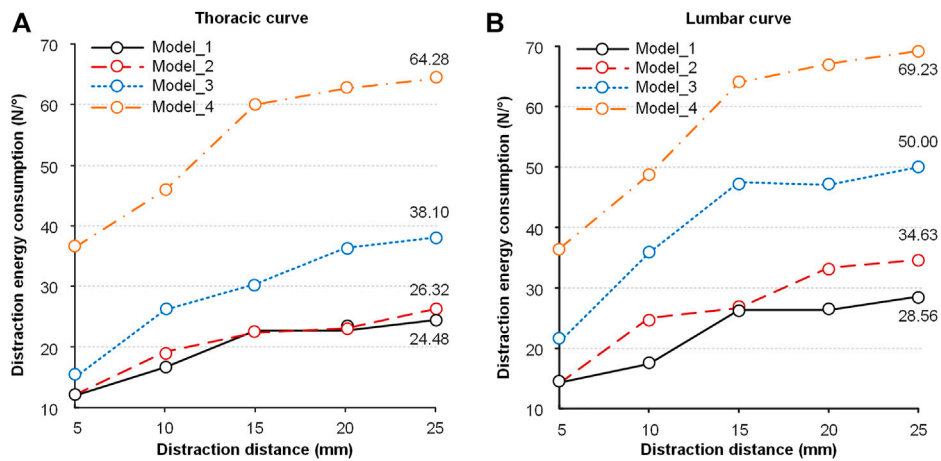 A
Thoracic curve
Distraction energy consumption (N/°)
70
60
50
40
30
20
10
Model_1
Model_2
Model_3
Model_4
64.28
38.10
26.32
24.48
5
10
15
20
25
Distraction distance (mm)
B
Lumbar curve
Distraction energy consumption (N/°)
70
60
50
40
30
20
10
Model_1
Model_2
Model_3
Model_4
69.23
50.00
34.63
28.56
5
10
15
20
25
Distraction distance (mm)